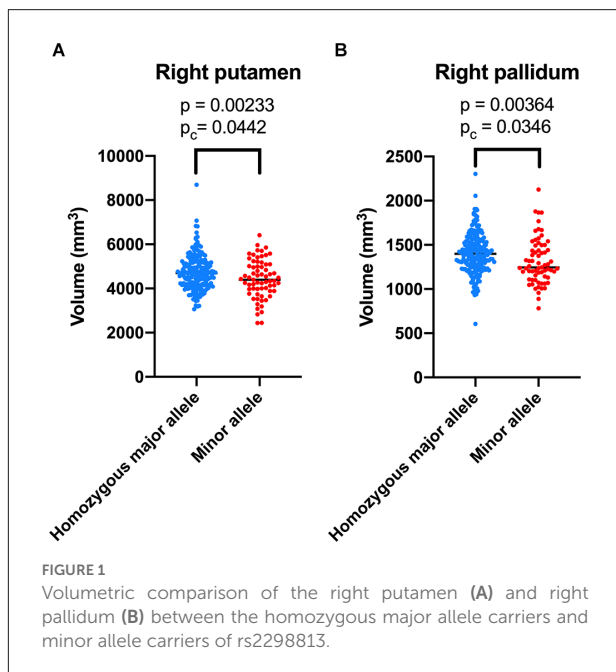 A
Right putamen
p = 0.00233
pc= 0.0442
10000
8000
6000
4000
2000
0
Volume (mm3)
Homozygous major allele
Minor allele
B
Right pallidum
p = 0.00364
pc= 0.0346
2500
2000
1500
1000
500
0
Volume (mm3)
Homozygous major allele
Minor allele
FIGURE 1
Volumetric comparison of the right putamen (A) and right
pallidum (B) between the homozygous major allele carriers and
minor allele carriers of rs2298813.